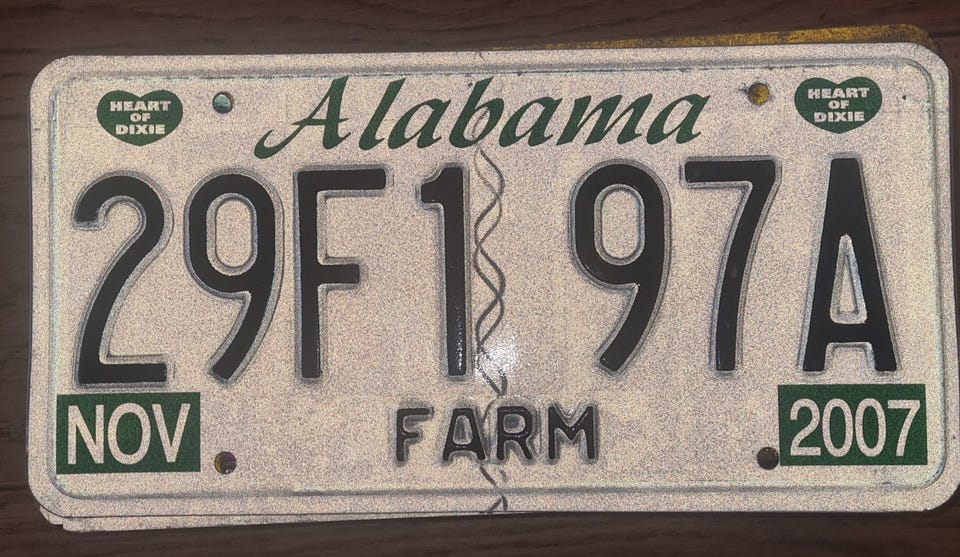 HEART
OF
DIXIE
Alabama
HEART
OF
DIXIE
29F1 97A
NOV
FARM
2007